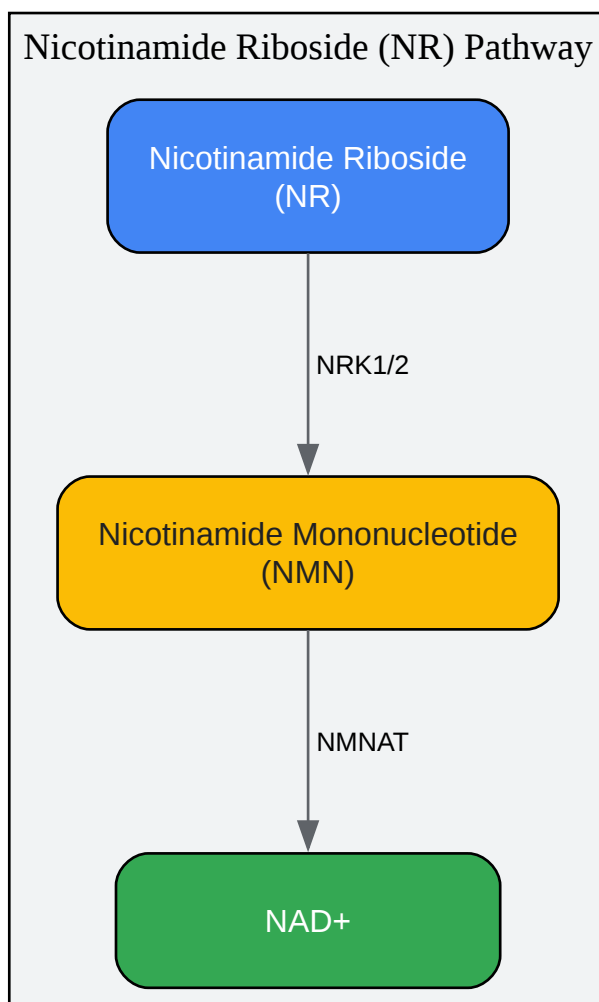 Nicotinamide Riboside (NR) Pathway
Nicotinamide Riboside
(NR)
NRK1/2
Nicotinamide Mononucleotide
(NMN)
NMNAT
NAD+